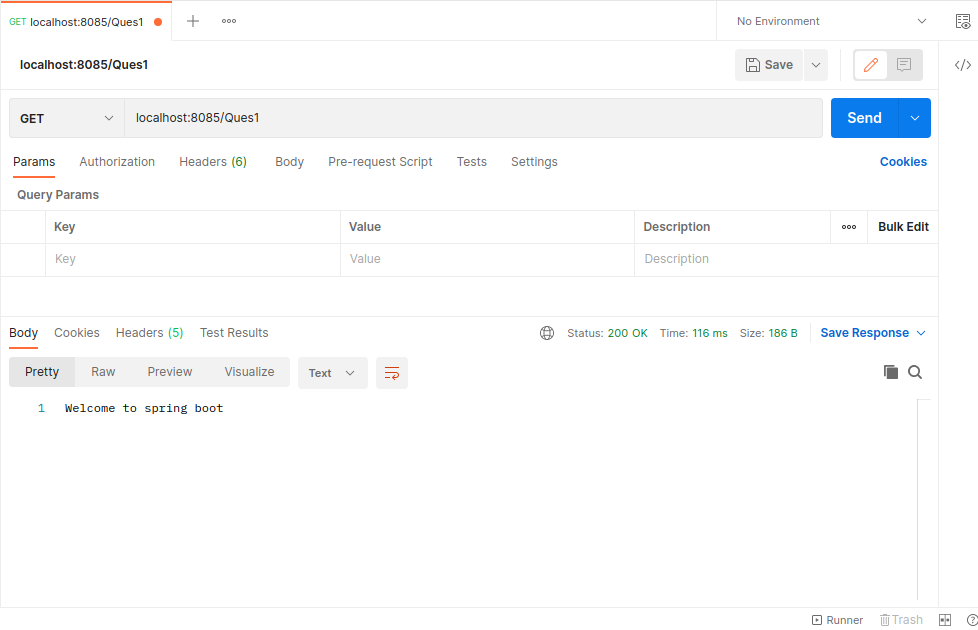 GET localhost:8085/Ques1
No Environment
localhost:8085/Ques1
Save
GET localhost:8085/Ques1 Send
Params Authorization Headers (6) Body Pre-request Script Tests Settings Cookies
Query Params
Key Value Description Bulk Edit
Key Value Description
Body Cookies Headers (5) Test Results Status: 200 OK Time: 116 ms Size: 186 B Save Response
Pretty Raw Preview Visualize Text
1 Welcome to spring boot
Runner Trash